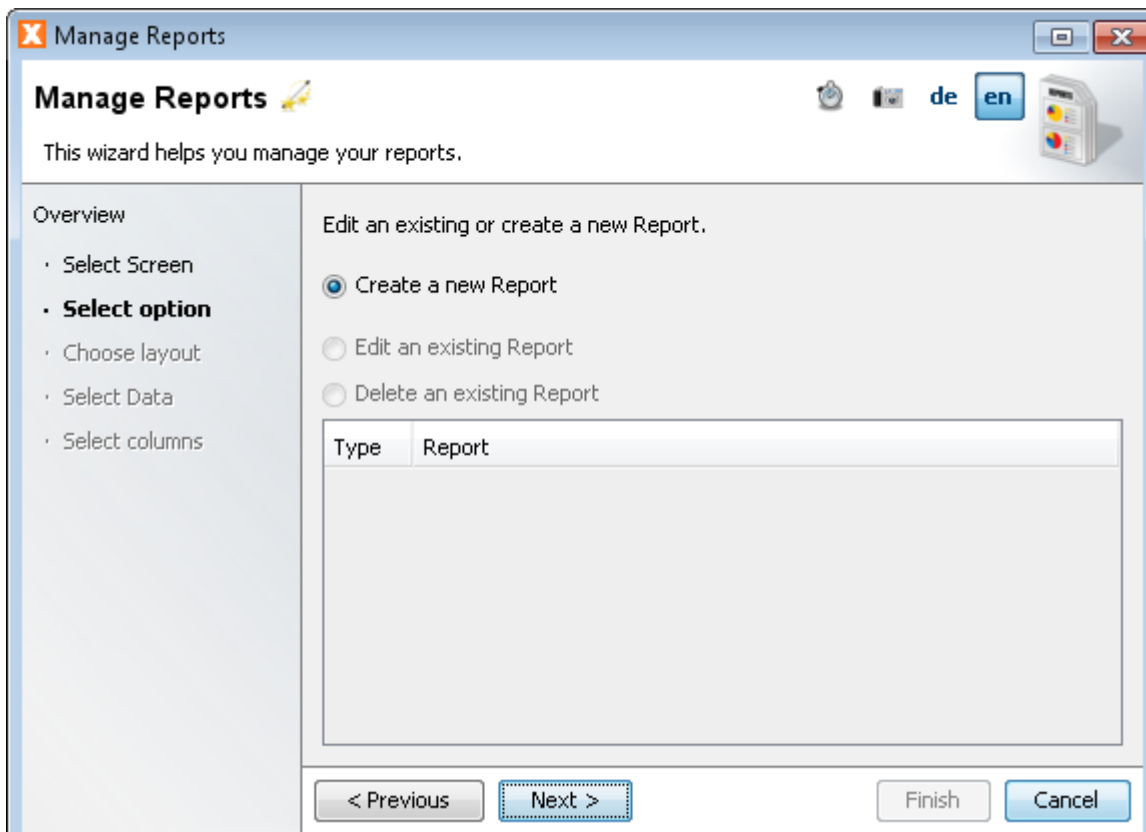 Manage Reports
Manage Reports
de
en
This wizard helps you manage your reports.
Overview
· Select Screen
· Select option
· Choose layout
· Select Data
· Select columns
Edit an existing or create a new Report.
Create a new Report
Edit an existing Report
Delete an existing Report
Type Report
< Previous
Next >
Finish
Cancel